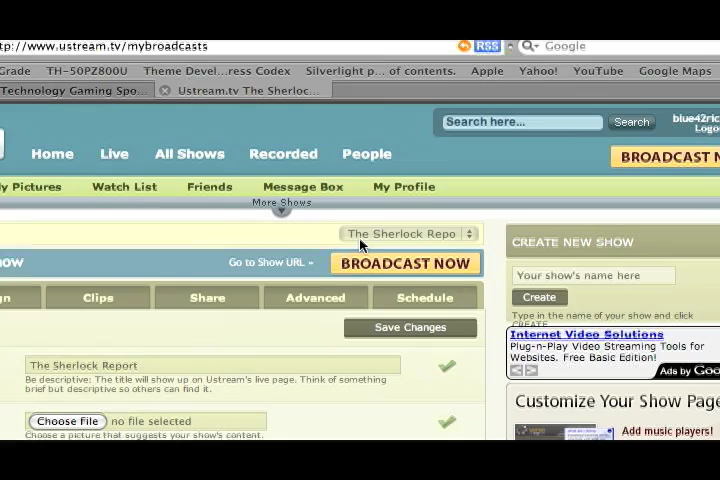 tp://www.ustream.tv/mybroadcasts
RSS
Google
Grade TH-50PZ800U Theme Devel...ress Codex Silverlight p... of contents. Apple Yahoo! YouTube Google Maps
Technology Gaming Spo... Ustream.tv The Sherloc...
Search here... Search
blue42ric
Logo
Home Live All Shows Recorded People
BROADCAST N
y Pictures Watch List Friends Message Box My Profile
More Shows
The Sherlock Repo
CREATE NEW SHOW
how
Go to Show URL »
BROADCAST NOW
Your show's name here
gn Clips Share Advanced Schedule
Create
Type in the name of your show and click
CREATE
Save Changes
Internet Video Solutions
Plug-n-Play Video Streaming Tools for
Websites. Free Basic Edition!
Ads by Goo
The Sherlock Report
Be descriptive: The title will show up on Ustream's live page. Think of something
brief but descriptive so others can find it.
Customize Your Show Page
Choose File no file selected
Choose a picture that suggests your show's content.
Add music players!